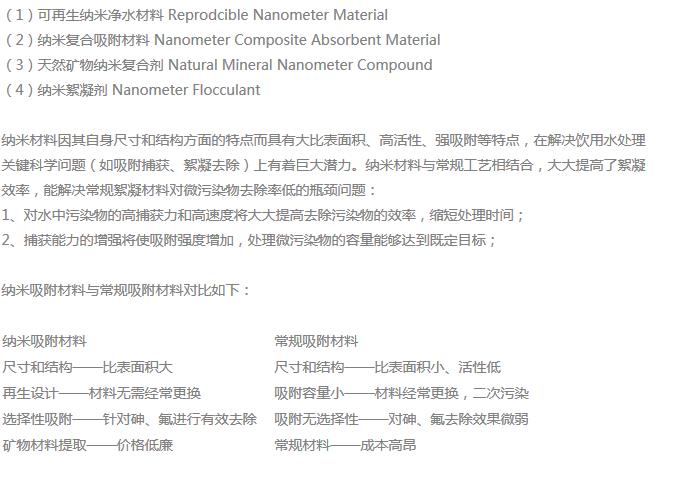 （1）可再生纳米净水材料 Reprodcible Nanometer Material
（2）纳米复合吸附材料 Nanometer Composite Absorbent Material
（3）天然矿物纳米复合剂 Natural Mineral Nanometer Compound
（4）纳米絮凝剂 Nanometer Flocculant
纳米材料因其自身尺寸和结构方面的特点而具有大比表面积、高活性、强吸附等特点，在解决饮用水处理
关键科学问题（如吸附捕获、絮凝去除）上有着巨大潜力。纳米材料与常规工艺相结合，大大提高了絮凝
效率，能解决常规絮凝材料对微污染物去除率低的瓶颈问题：
1、对水中污染物的高捕获力和高速度将大大提高去除污染物的效率，缩短处理时间；
2、捕获能力的增强将使吸附强度增加，处理微污染物的容量能够达到既定目标；
纳米吸附材料与常规吸附材料对比如下：
纳米吸附材料 常规吸附材料
尺寸和结构——比表面积大 尺寸和结构——比表面积小、活性低
再生设计——材料无需经常更换 吸附容量小——材料经常更换，二次污染
选择性吸附——针对砷、氟进行有效去除 吸附无选择性——对砷、氟去除效果微弱
矿物材料提取——价格低廉 常规材料——成本高昂